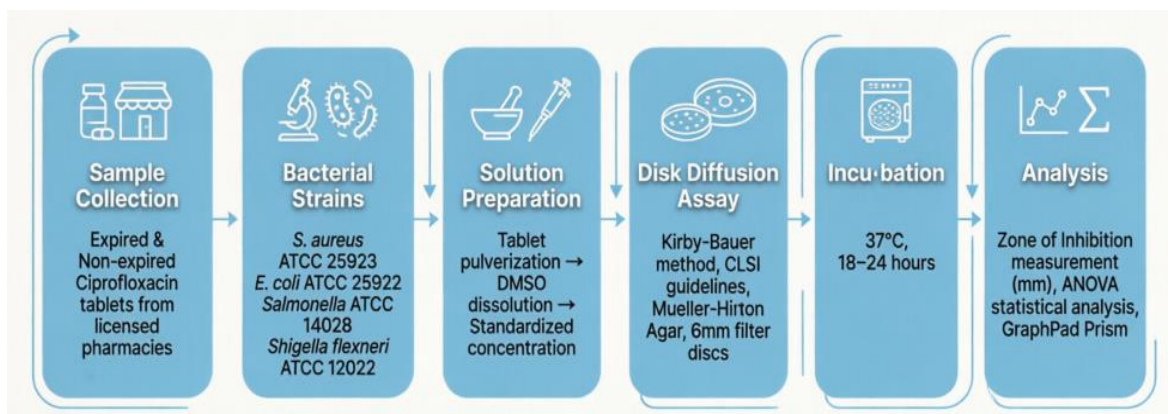 Sample
Collection
Expired &
Non-expired
Ciprofloxacin
tablets from
licensed
pharmacies
Bacterial
Strains
S. aureus
ATCC 25923
E. coli ATCC 25922
Salmonella ATCC
14028
Shigella flexneri
ATCC 12022
Solution
Preparation
Tablet
pulverization →
DMSO
dissolution →
Standardized
concentration
Disk Diffusion
Assay
Kirby-Bauer
method, CLSI
guidelines,
Mueller-Hirton
Agar, 6mm filter
discs
Incu·bation
37°C,
18–24 hours
Σ
Analysis
Zone of Inhibition
measurement
(mm), ANOVA
statistical analysis,
GraphPad Prism